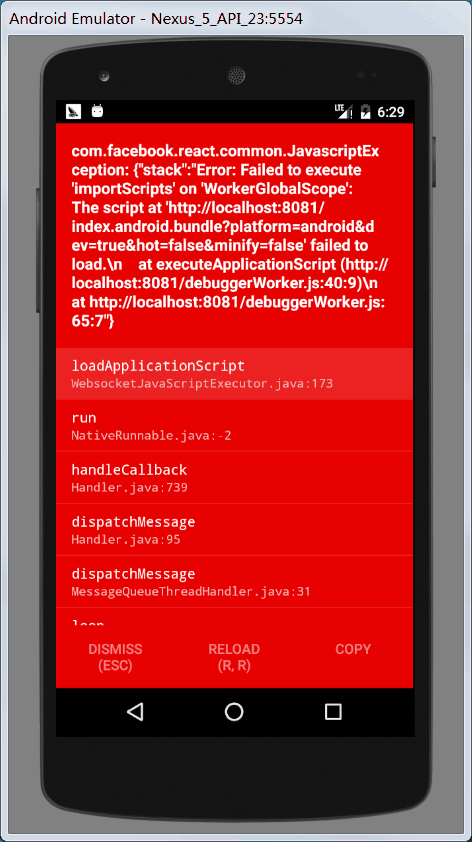 Android Emulator - Nexus_5_API_23:5554
LTE 6:29
com.facebook.react.common.JavascriptEx
ception: {"stack":"Error: Failed to execute
'importScripts' on 'WorkerGlobalScope':
The script at 'http://localhost:8081/
index.android.bundle?platform=android&d
ev=true&hot=false&minify=false' failed to
load.\n    at executeApplicationScript (http://
localhost:8081/debuggerWorker.js:40:9)\n
at http://localhost:8081/debuggerWorker.js:
65:7"}
loadApplicationScript
WebsocketJavaScriptExecutor.java:173
run
NativeRunnable.java:-2
handleCallback
Handler.java:739
dispatchMessage
Handler.java:95
dispatchMessage
MessageQueueThreadHandler.java:31
loop
DISMISS
(ESC)
RELOAD
(R, R)
COPY